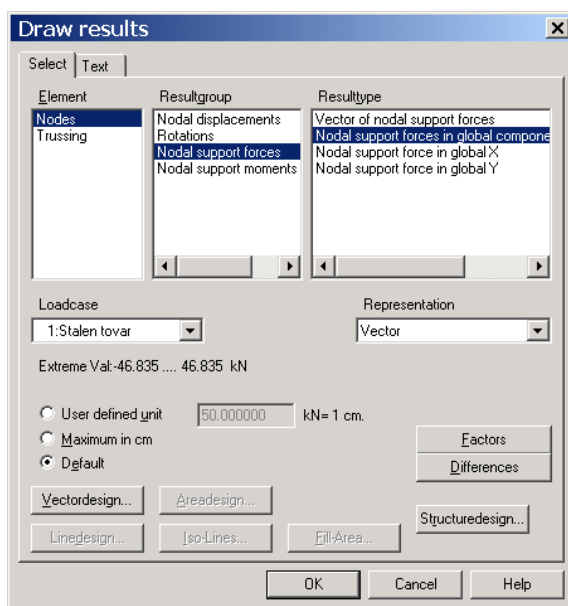 Draw results
Select Text
Element Resultgroup Resulttype
Nodes
Trussing
Nodal displacements
Rotations
Nodal support forces
Nodal support moments
Vector of nodal support forces
Nodal support forces in global compone
Nodal support force in global X
Nodal support force in global Y
Loadcase Representation
1:Stalen tovar Vector
Extreme Val:-46.835 .... 46.835 kN
User defined unit 50.000000 kN= 1 cm.
Maximum in cm
Default
Factors
Differences
Vectordesign... Areadesign...
Structuredesign...
Linedesign... Iso-Lines... Fill-Area...
OK Cancel Help